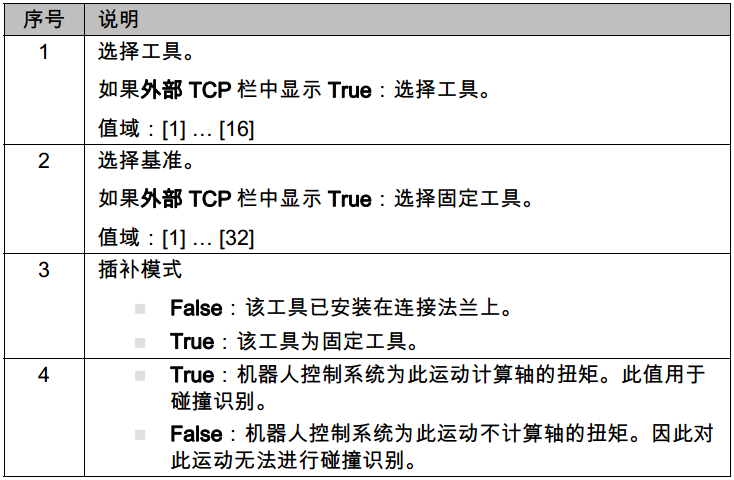 序号 说明
1 选择工具。
如果外部 TCP 栏中显示 True：选择工具。
值域：[1] … [16]
2 选择基准。
如果外部 TCP 栏中显示 True：选择固定工具。
值域：[1] … [32]
3 插补模式
False：该工具已安装在连接法兰上。
True：该工具为固定工具。
4 True：机器人控制系统为此运动计算轴的扭矩。此值用于
碰撞识别。
False：机器人控制系统为此运动不计算轴的扭矩。因此对
此运动无法进行碰撞识别。